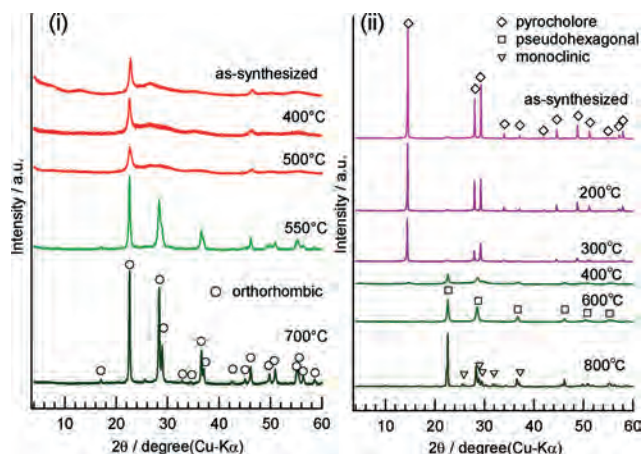 (i)
as-synthesized
400°C
500°C
550°C
orthorhombic
700°C
Intensity / a.u.
10 20 30 40 50 60
2θ / degree(Cu-Kα)
(ii)
pyrocholore
pseudohexagonal
monoclinic
as-synthesized
200°C
300°C
400°C
600°C
800°C
Intensity / a.u.
10 20 30 40 50 60
2θ / degree(Cu-Kα)